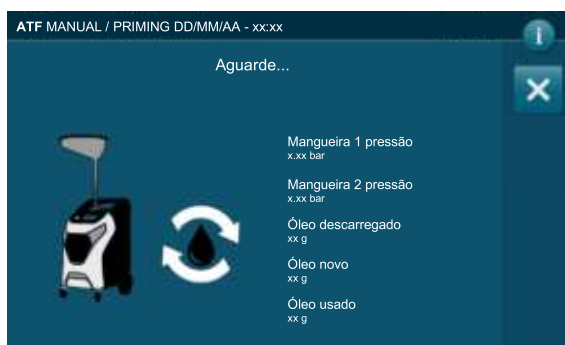 ATF MANUAL / PRIMING DD/MM/AA - xx:xx
Aguarde...
Mangueira 1 pressão
x.xx bar
Mangueira 2 pressão
x.xx bar
Óleo descarregado
xx g
Óleo novo
xx g
Óleo usado
xx g